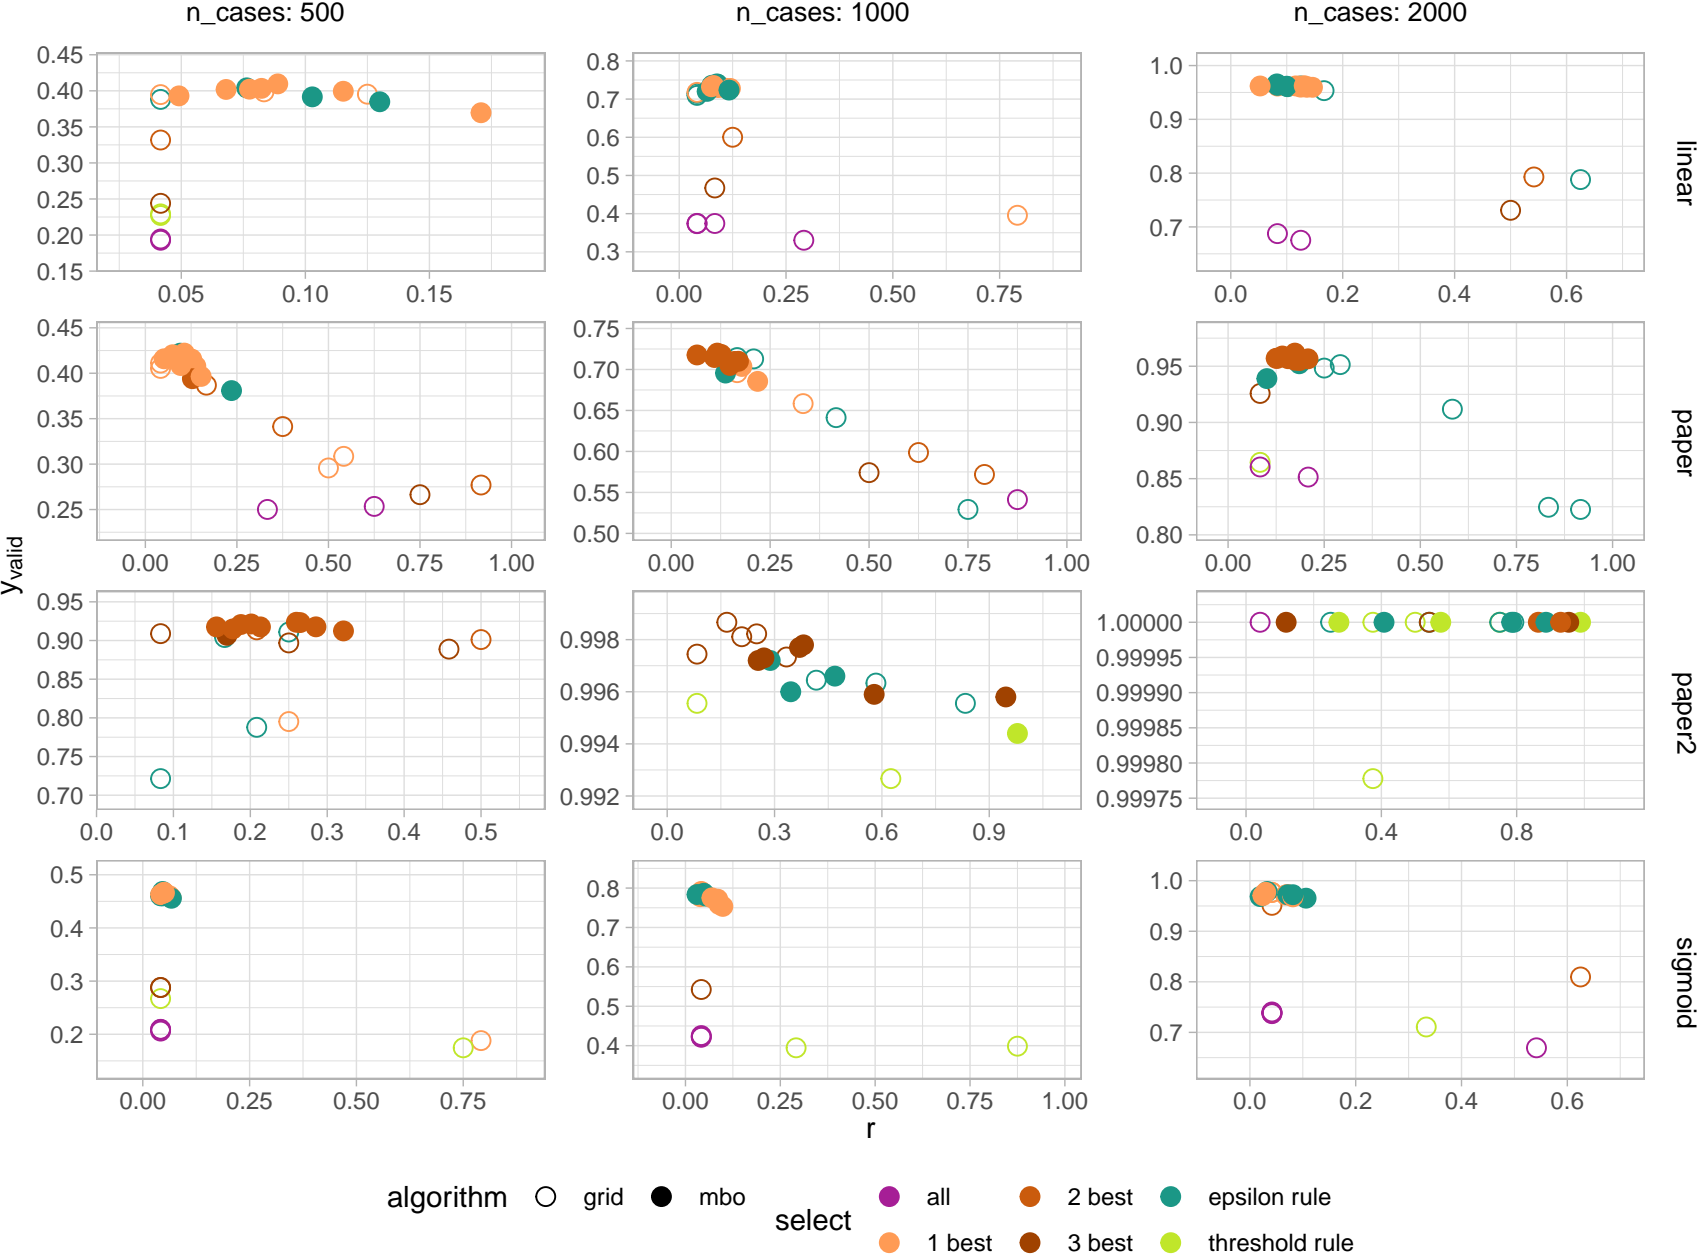 n_cases: 500 n_cases: 1000 n_cases: 2000
0.45 0.40 0.35 0.30 0.25 0.20 0.15
0.05 0.10 0.15
0.8 0.7 0.6 0.5 0.4 0.3
0.00 0.25 0.50 0.75
1.0 0.9 0.8 0.7
0.0 0.2 0.4 0.6
linear
0.45 0.40 0.35 0.30 0.25
0.00 0.25 0.50 0.75 1.00
0.75 0.70 0.65 0.60 0.55 0.50
0.00 0.25 0.50 0.75 1.00
0.95 0.90 0.85 0.80
0.00 0.25 0.50 0.75 1.00
paper
yvalid
0.95 0.90 0.85 0.80 0.75 0.70
0.0 0.1 0.2 0.3 0.4 0.5
0.998 0.996 0.994 0.992
0.0 0.3 0.6 0.9
1.00000 0.99995 0.99990 0.99985 0.99980 0.99975
0.0 0.4 0.8
paper2
0.5 0.4 0.3 0.2
0.00 0.25 0.50 0.75
0.8 0.7 0.6 0.5 0.4
0.00 0.25 0.50 0.75 1.00
1.0 0.9 0.8 0.7
0.0 0.2 0.4 0.6
sigmoid
r
algorithm grid mbo
select all 2 best epsilon rule
1 best 3 best threshold rule